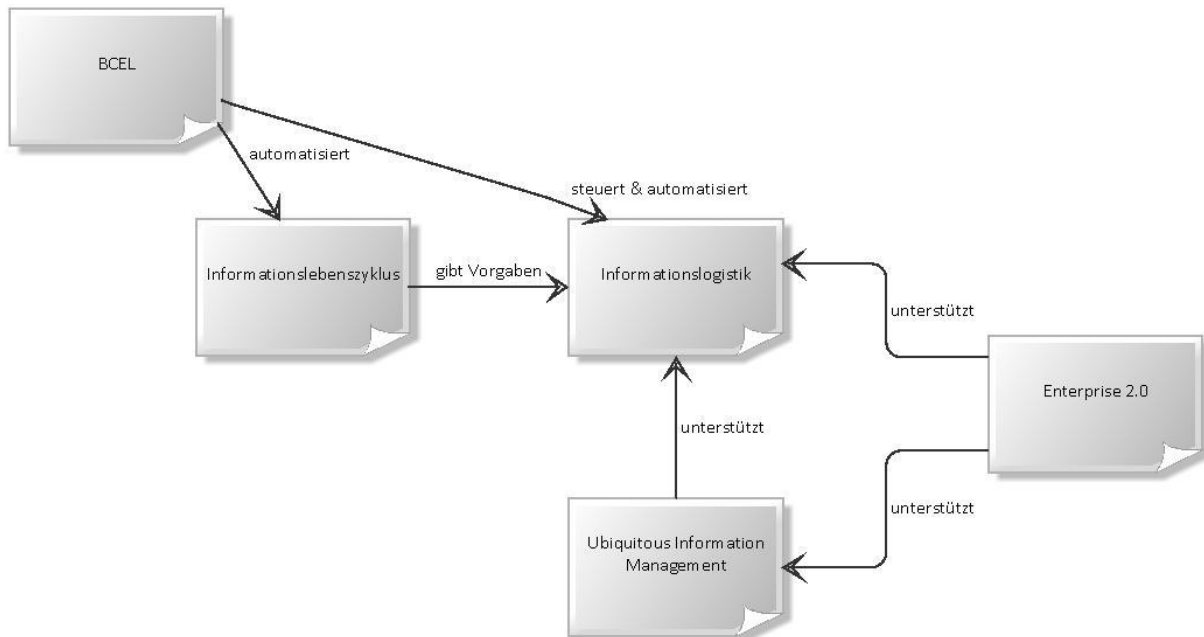 BCEL
automatisiert
steuert & automatisiert
Informationslebenszyklus
gibt Vorgaben
Informationslogistik
unterstützt
Enterprise 2.0
unterstützt
unterstützt
Ubiquitous Information
Management